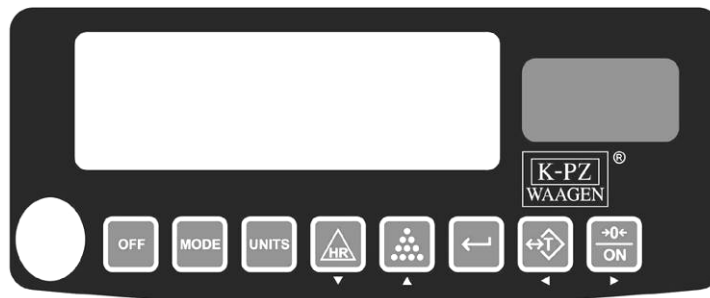 K-PZ ®
WAAGEN
OFF
MODE
UNITS
HR
T
→0←
ON